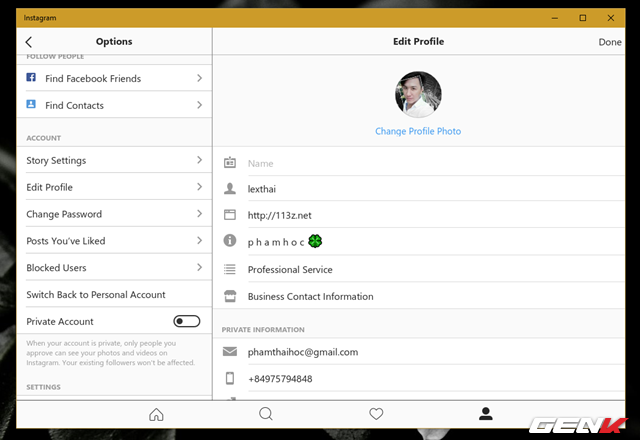 Instagram
Options
FOLLOW PEOPLE
Find Facebook Friends
Find Contacts
ACCOUNT
Story Settings
Edit Profile
Change Password
Posts You've Liked
Blocked Users
Switch Back to Personal Account
Private Account
When your account is private, only people you
approve can see your photos and videos on
Instagram. Your existing followers won't be affected.
SETTINGS
Edit Profile
Done
Change Profile Photo
Name
lexthai
http://113z.net
p h a m h o c 🍀
Professional Service
Business Contact Information
PRIVATE INFORMATION
phamthaihoc@gmail.com
+84975794848
GENK